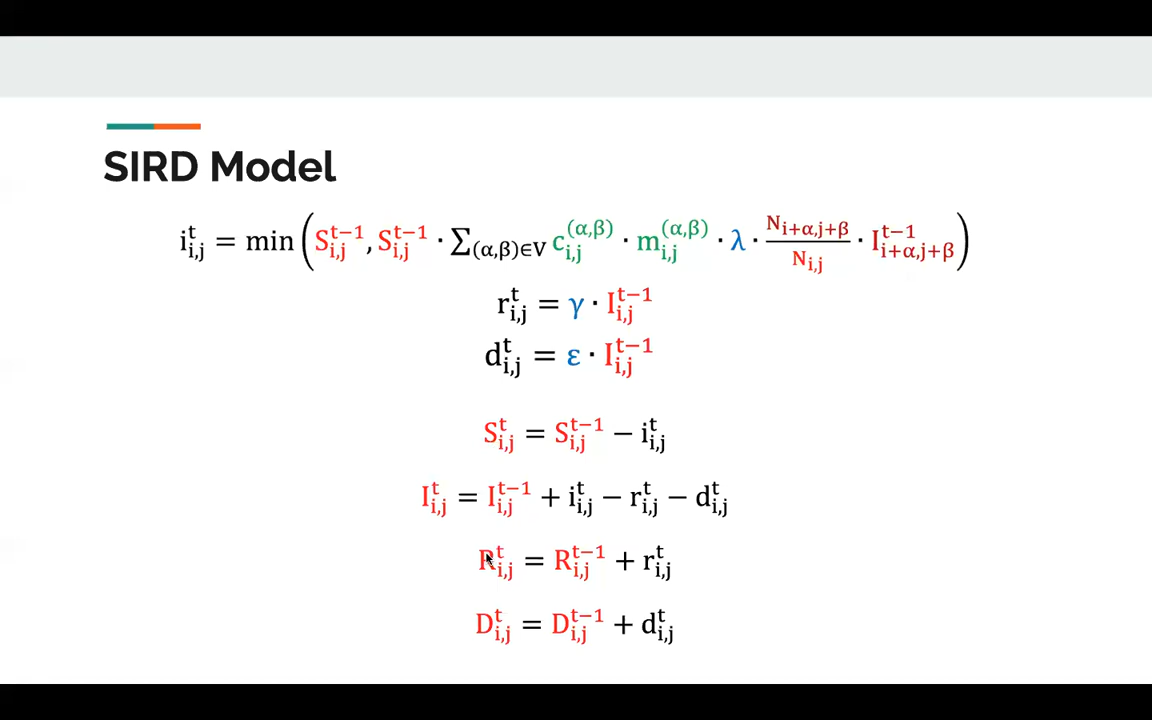 SIRD Model
i^t_{i,j} = min(S^{t−1}_{i,j}, S^{t−1}_{i,j} · ∑_{(α,β)∈V} c^{(α,β)}_{i,j} · m^{(α,β)}_{i,j} · λ · N_{i+α,j+β}/N_{i,j} · I^{t−1}_{i+α,j+β})
r^t_{i,j} = γ · I^{t−1}_{i,j}
d^t_{i,j} = ε · I^{t−1}_{i,j}
S^t_{i,j} = S^{t−1}_{i,j} − i^t_{i,j}
I^t_{i,j} = I^{t−1}_{i,j} + i^t_{i,j} − r^t_{i,j} − d^t_{i,j}
R^t_{i,j} = R^{t−1}_{i,j} + r^t_{i,j}
D^t_{i,j} = D^{t−1}_{i,j} + d^t_{i,j}